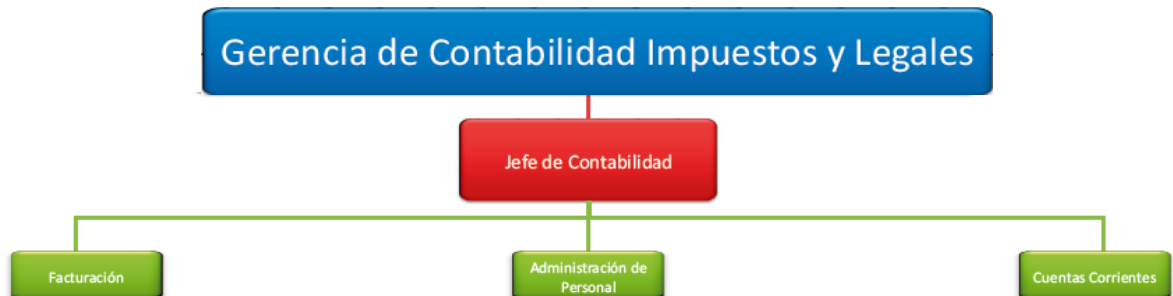 Gerencia de Contabilidad Impuestos y Legales
Jefe de Contabilidad
Facturación
Administración de
Personal
Cuentas Corrientes